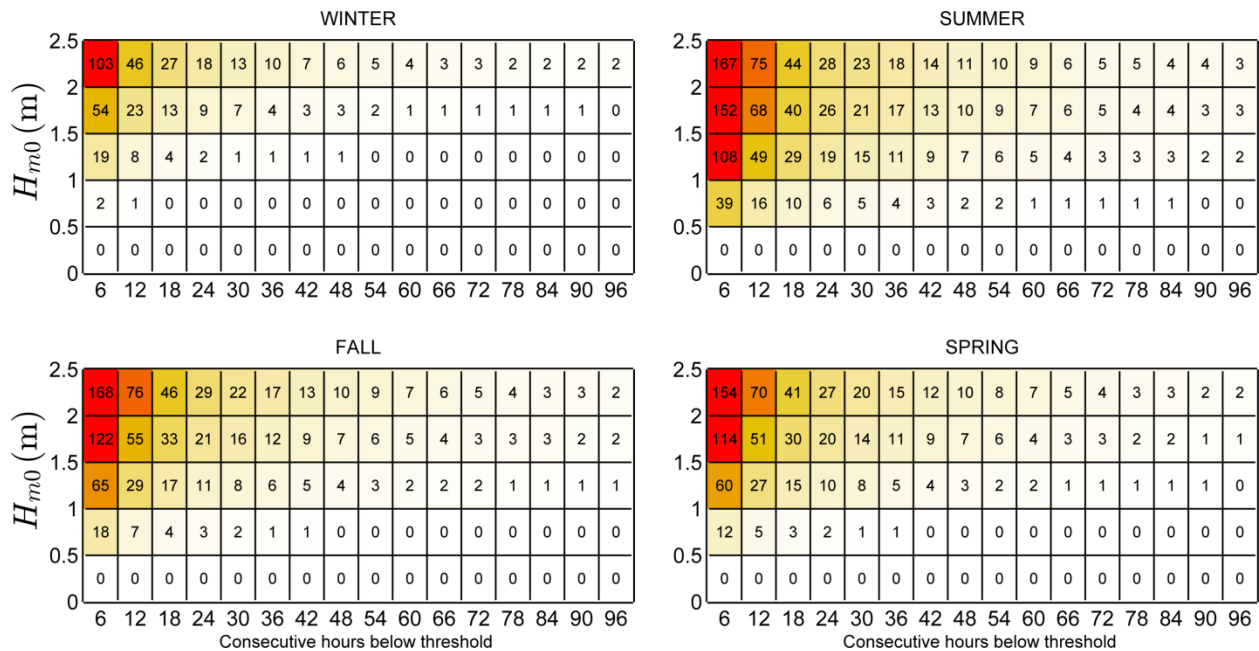 WINTER
2.5
103 46 27 18 13 10 7 6 5 4 3 3 2 2 2 2
2
54 23 13 9 7 4 3 3 2 1 1 1 1 1 1 0
1.5
19 8 4 2 1 1 1 1 0 0 0 0 0 0 0 0
1
2 1 0 0 0 0 0 0 0 0 0 0 0 0 0 0
0.5
0 0 0 0 0 0 0 0 0 0 0 0 0 0 0 0
0
H_{m0} (m)
6 12 18 24 30 36 42 48 54 60 66 72 78 84 90 96
SUMMER
2.5
167 75 44 28 23 18 14 11 10 9 6 5 5 4 4 3
2
152 68 40 26 21 17 13 10 9 7 6 5 4 4 3 3
1.5
108 49 29 19 15 11 9 7 6 5 4 3 3 3 2 2
1
39 16 10 6 5 4 3 2 2 1 1 1 1 1 0 0
0.5
0 0 0 0 0 0 0 0 0 0 0 0 0 0 0 0
0
6 12 18 24 30 36 42 48 54 60 66 72 78 84 90 96
FALL
2.5
168 76 46 29 22 17 13 10 9 7 6 5 4 3 3 2
2
122 55 33 21 16 12 9 7 6 5 4 3 3 3 2 2
1.5
65 29 17 11 8 6 5 4 3 2 2 2 1 1 1 1
1
18 7 4 3 2 1 1 0 0 0 0 0 0 0 0 0
0.5
0 0 0 0 0 0 0 0 0 0 0 0 0 0 0 0
0
H_{m0} (m)
6 12 18 24 30 36 42 48 54 60 66 72 78 84 90 96
Consecutive hours below threshold
SPRING
2.5
154 70 41 27 20 15 12 10 8 7 5 4 3 3 2 2
2
114 51 30 20 14 11 9 7 6 4 3 3 2 2 1 1
1.5
60 27 15 10 8 5 4 3 2 2 1 1 1 1 1 0
1
12 5 3 2 1 1 0 0 0 0 0 0 0 0 0 0
0.5
0 0 0 0 0 0 0 0 0 0 0 0 0 0 0 0
0
6 12 18 24 30 36 42 48 54 60 66 72 78 84 90 96
Consecutive hours below threshold